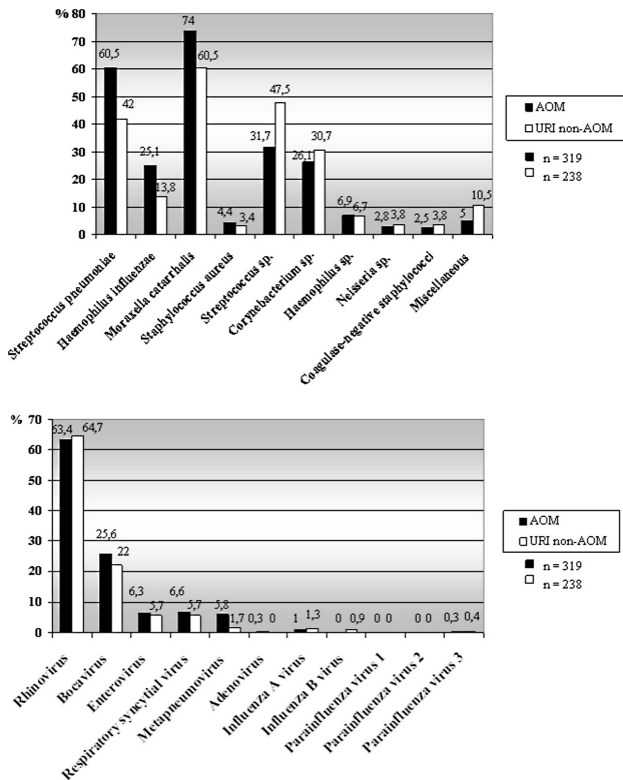 % 80
70
60
50
40
30
20
10
0
60,5
42
25,1
13,8
74
60,5
4,4
3,4
31,7
47,5
26,1
30,7
6,9
6,7
2,8
3,8
2,5
3,8
5
10,5
Streptococcus pneumoniae
Haemophilus influenzae
Moraxella catarrhalis
Staphylococcus aureus
Streptococcus sp.
Corynebacterium sp.
Haemophilus sp.
Neisseria sp.
Coagulase-negative staphylococci
Miscellaneous
AOM
URI non-AOM
n = 319
n = 238
% 70
60
50
40
30
20
10
0
63,4
64,7
25,6
22
6,3
5,7
6,6
5,7
5,8
1,7
0,3
0
1
1,3
0
0,9
0
0
0
0
0,3
0,4
Rhinovirus
Bocavirus
Enterovirus
Respiratory syncytial virus
Metapneumovirus
Adenovirus
Influenza A virus
Influenza B virus
Parainfluenza virus 1
Parainfluenza virus 2
Parainfluenza virus 3
AOM
URI non-AOM
n = 319
n = 238